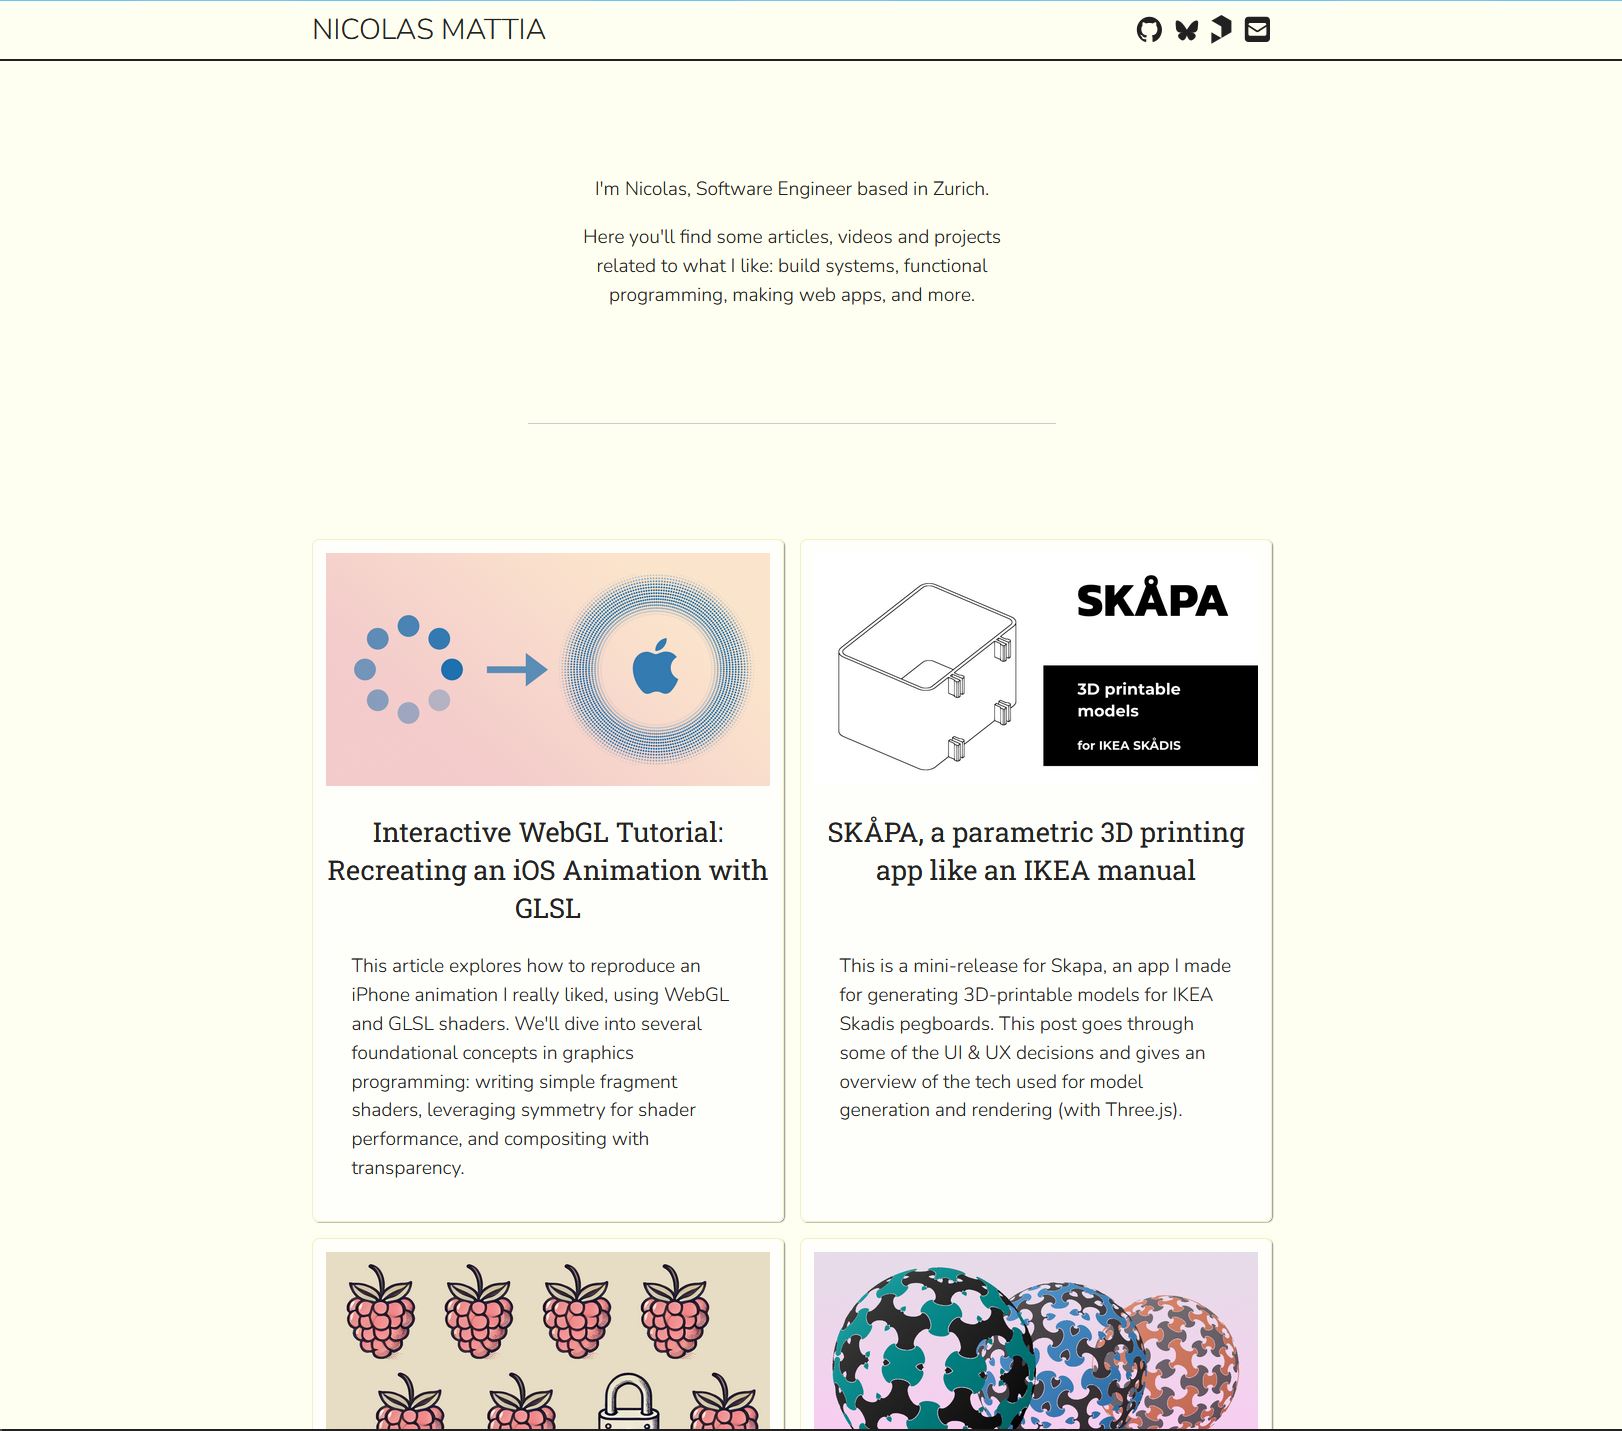 NICOLAS MATTIA
I'm Nicolas, Software Engineer based in Zurich.
Here you'll find some articles, videos and projects
related to what I like: build systems, functional
programming, making web apps, and more.
SKÅPA
3D printable
models
for IKEA SKÅDIS
Interactive WebGL Tutorial:
Recreating an iOS Animation with
GLSL
This article explores how to reproduce an
iPhone animation I really liked, using WebGL
and GLSL shaders. We'll dive into several
foundational concepts in graphics
programming: writing simple fragment
shaders, leveraging symmetry for shader
performance, and compositing with
transparency.
SKÅPA, a parametric 3D printing
app like an IKEA manual
This is a mini-release for Skapa, an app I made
for generating 3D-printable models for IKEA
Skadis pegboards. This post goes through
some of the UI & UX decisions and gives an
overview of the tech used for model
generation and rendering (with Three.js).